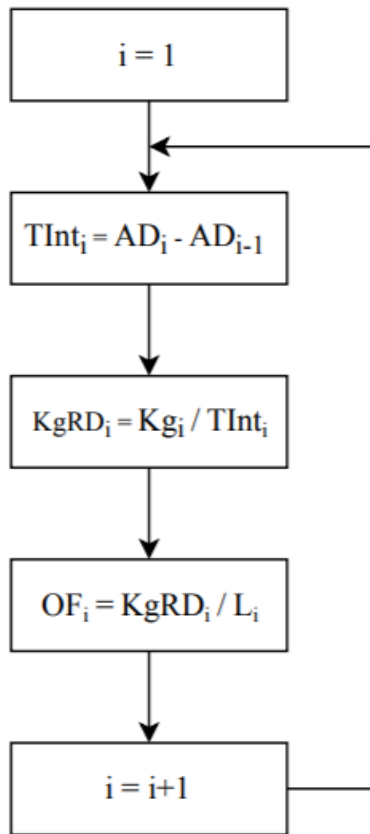 i = 1
TIntᵢ = ADᵢ - ADᵢ₋₁
KgRDᵢ = Kgᵢ / TIntᵢ
OFᵢ = KgRDᵢ / Lᵢ
i = i+1